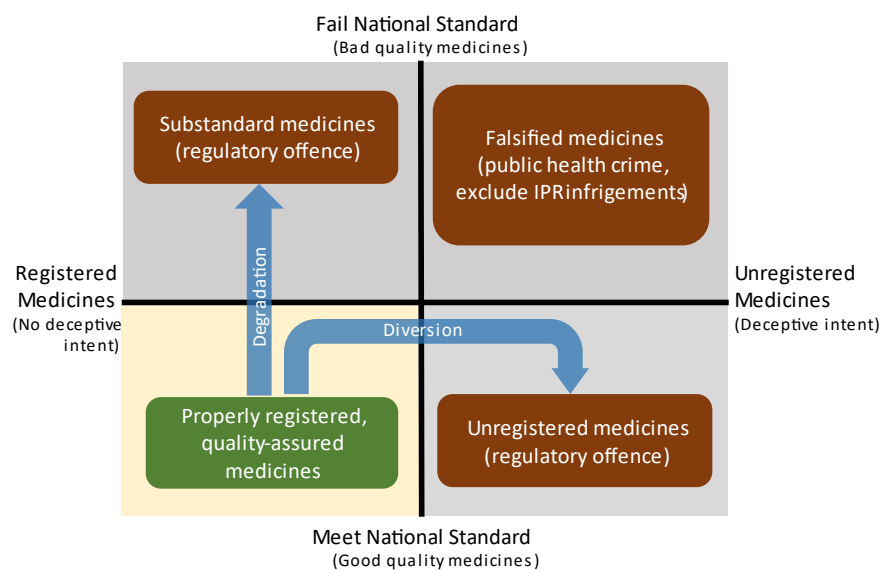 Fail National Standard
(Bad quality medicines)
Substandard medicines
(regulatory offence)
Falsified medicines
(public health crime,
exclude IPR infrigements)
Registered
Medicines
(No deceptive
intent)
Degradation
Diversion
Unregistered
Medicines
(Deceptive intent)
Properly registered,
quality-assured
medicines
Unregistered medicines
(regulatory offence)
Meet National Standard
(Good quality medicines)